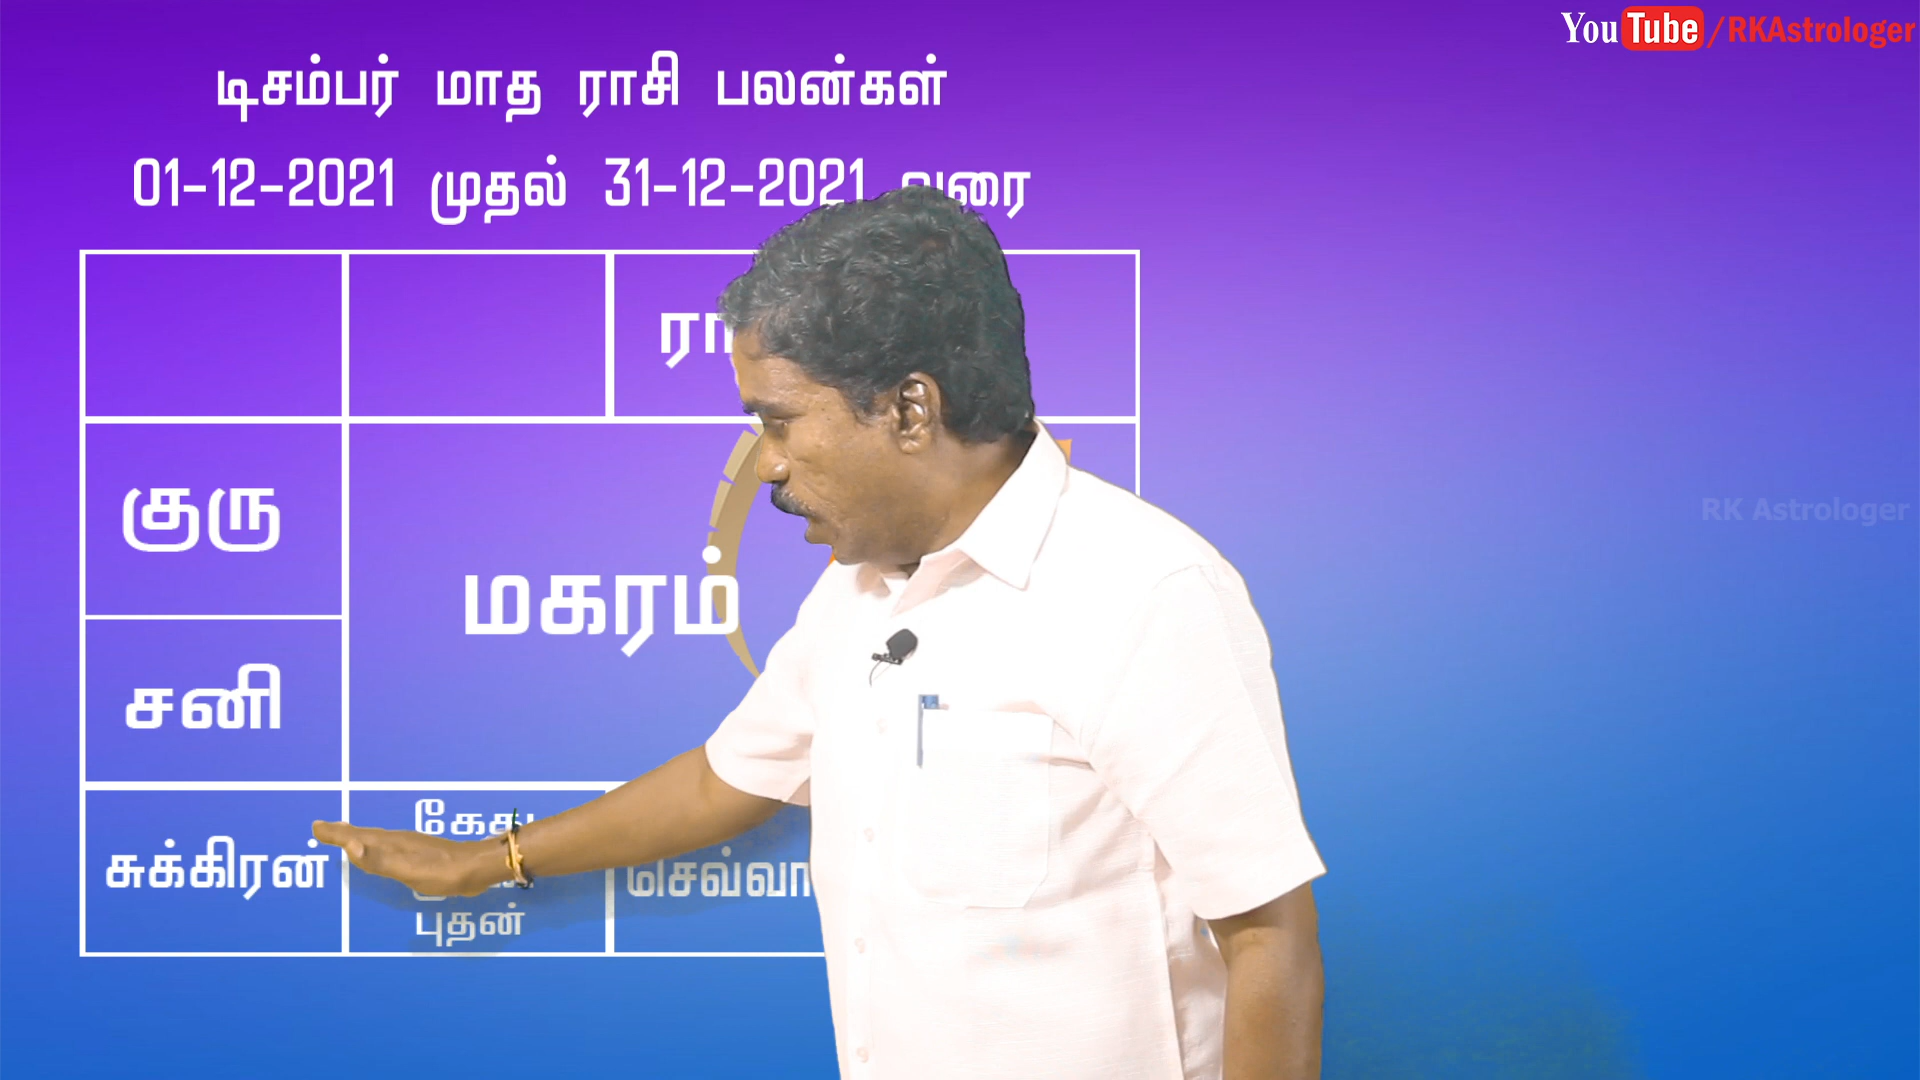 YouTube/RKAstrologer
டிசம்பர் மாத ராசி பலன்கள்
01-12-2021 முதல் 31-12-2021
குரு
RK Astrologer
மகரம்
சனி
சுக்கிரன்
புதன்